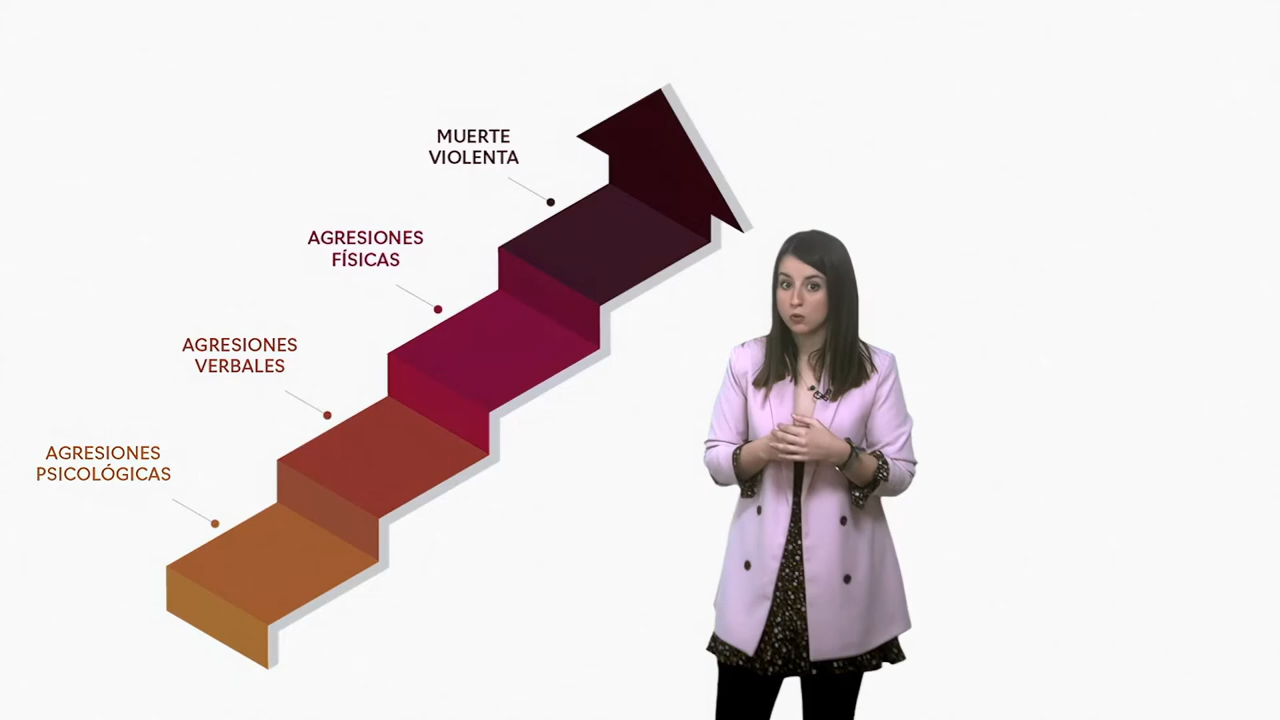 MUERTE
VIOLENTA
AGRESIONES
FÍSICAS
AGRESIONES
VERBALES
AGRESIONES
PSICOLÓGICAS